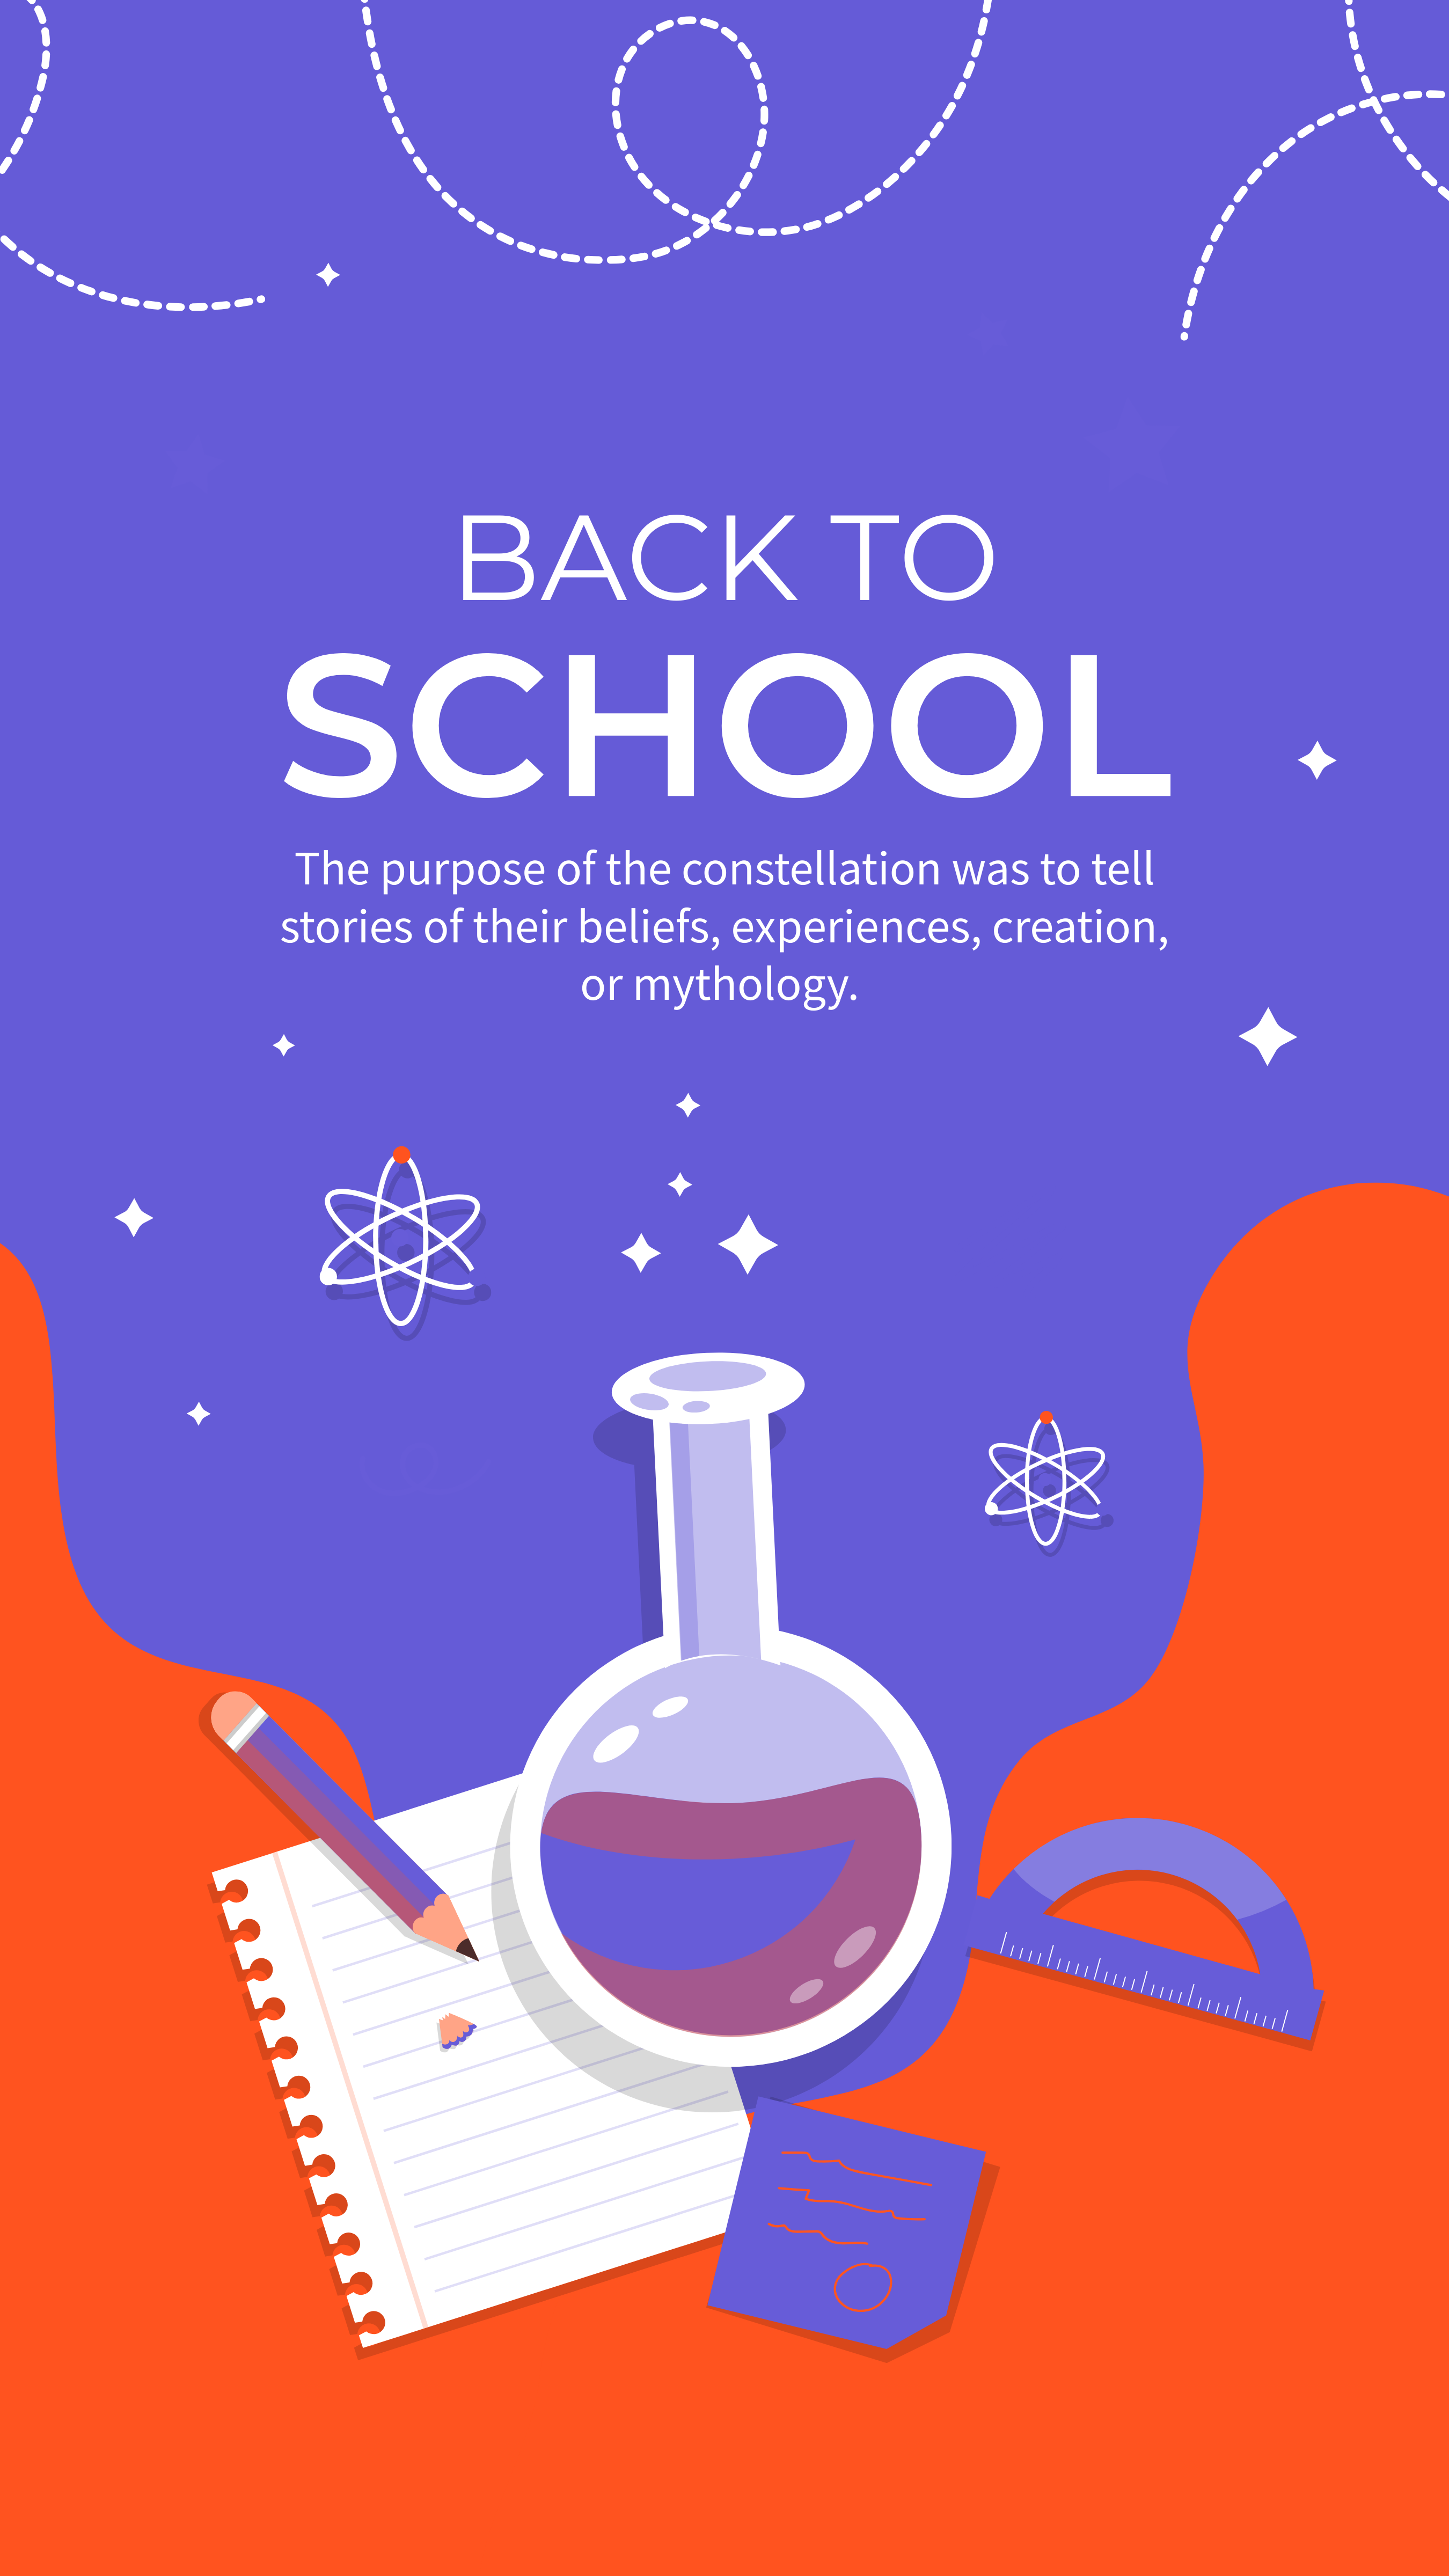 BACK TO
SCHOOL
The purpose of the constellation was to tell
stories of their beliefs, experiences, creation,
or mythology.